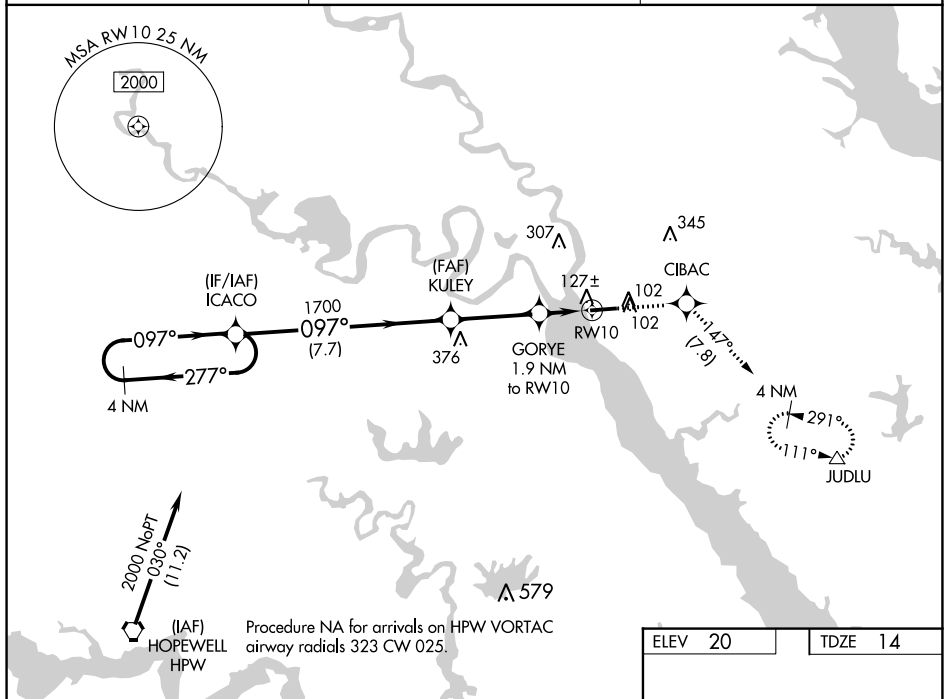 MSA RW10 25 NM
2000
307
345
(IF/IAF)
ICACO
(FAF)
KULEY
127±
102
CIBAC
1700
097°
097°
(7.7)
277°
4 NM
376
GORYE
1.9 NM
to RW10
RW10
102
147°
(7.8)
4 NM
291°
111°
JUDLU
2000 NoPT
030°
(11.2)
579
(IAF)
HOPEWELL
HPW
Procedure NA for arrivals on HPW VORTAC
airway radials 323 CW 025.
ELEV 20
TDZE 14